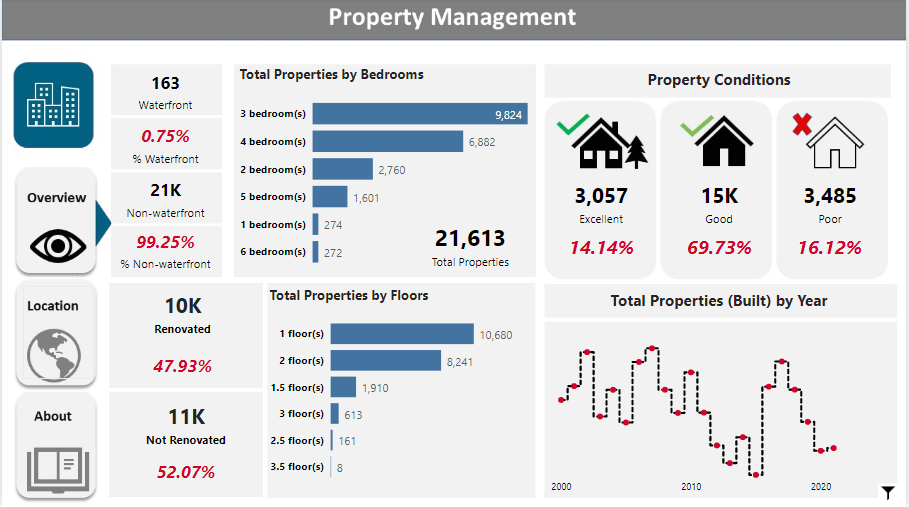 Property Management
163
Waterfront
0.75%
% Waterfront
21K
Non-waterfront
99.25%
% Non-waterfront
Overview
Location
About
Total Properties by Bedrooms
3 bedroom(s) 9,824
4 bedroom(s) 6,882
2 bedroom(s) 2,760
5 bedroom(s) 1,601
1 bedroom(s) 274
6 bedroom(s) 272
21,613
Total Properties
Property Conditions
3,057
Excellent
14.14%
15K
Good
69.73%
3,485
Poor
16.12%
10K
Renovated
47.93%
11K
Not Renovated
52.07%
Total Properties by Floors
1 floor(s) 10,680
2 floor(s) 8,241
1.5 floor(s) 1,910
3 floor(s) 613
2.5 floor(s) 161
3.5 floor(s) 8
Total Properties (Built) by Year
2000 2010 2020